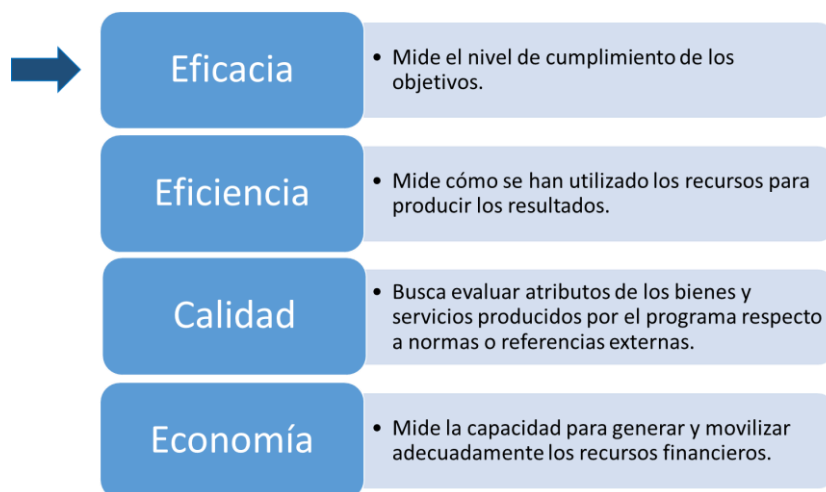 Eficacia
• Mide el nivel de cumplimiento de los
objetivos.
Eficiencia
• Mide cómo se han utilizado los recursos para
producir los resultados.
Calidad
• Busca evaluar atributos de los bienes y
servicios producidos por el programa respecto
a normas o referencias externas.
Economía
• Mide la capacidad para generar y movilizar
adecuadamente los recursos financieros.